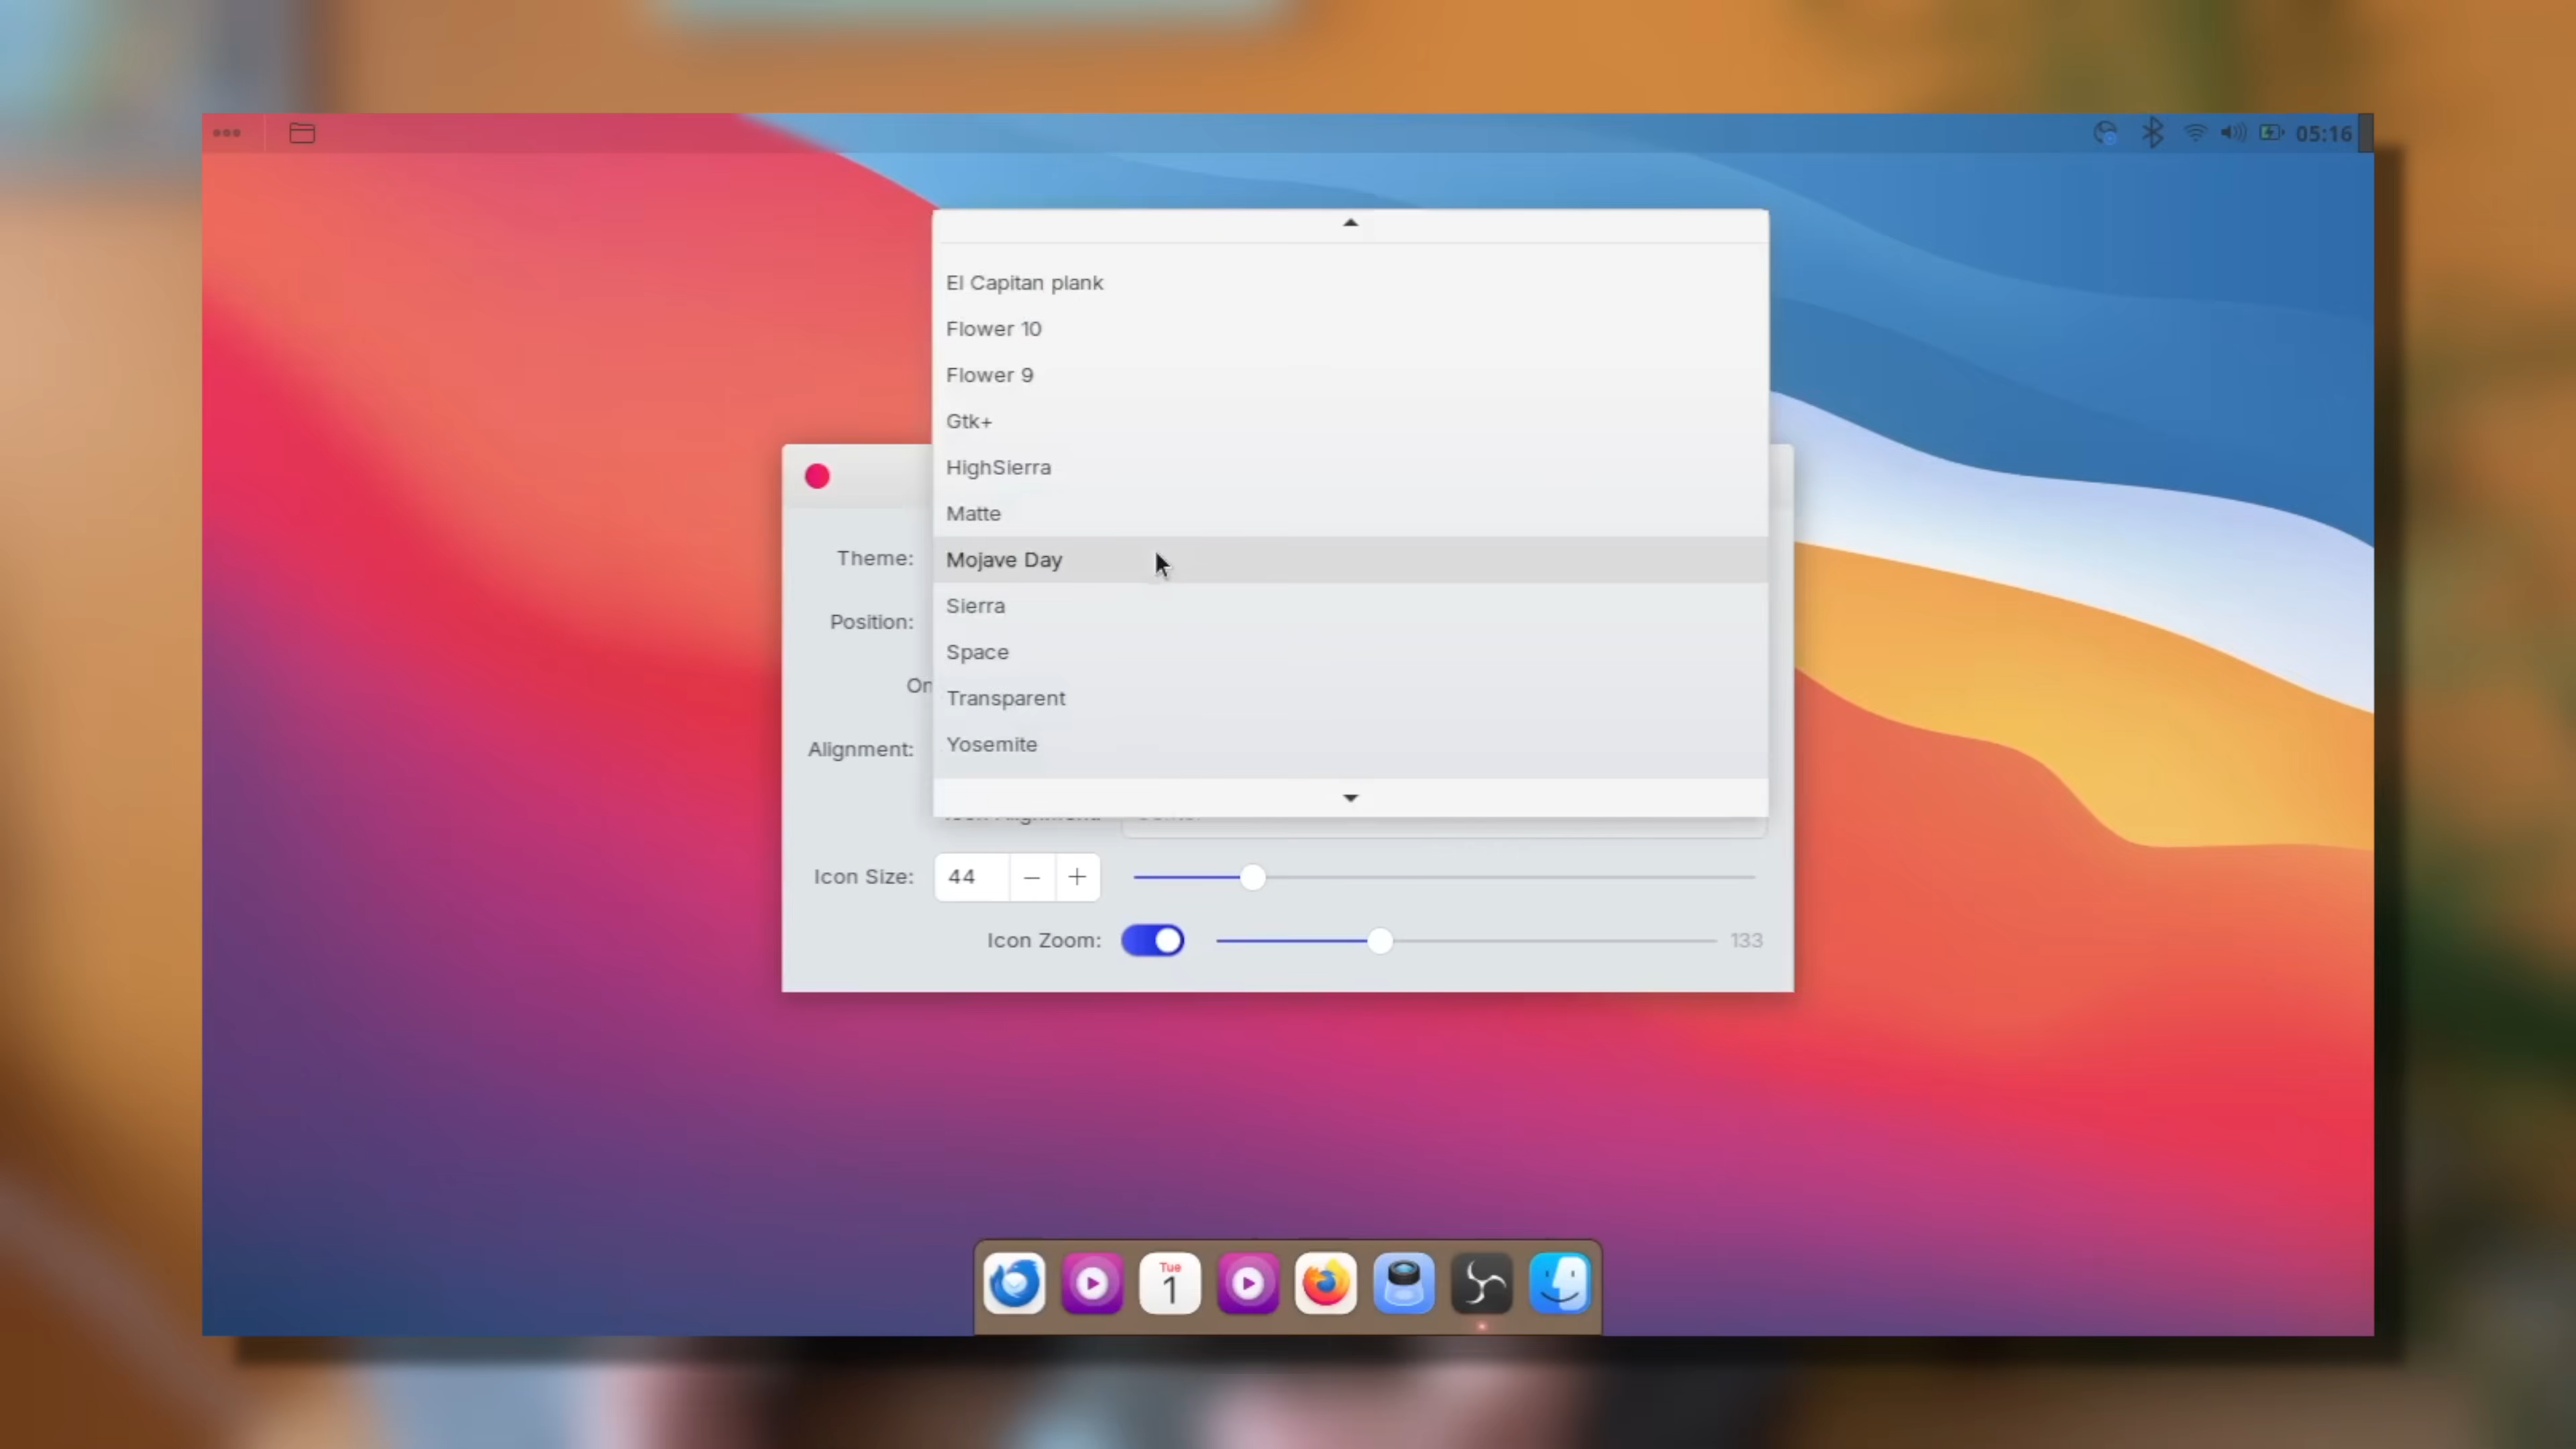 05:16
El Capitan plank
Flower 10
Flower 9
Gtk+
HighSierra
Matte
Theme:
Mojave Day
Sierra
Position:
Space
On
Transparent
Alignment:
Yosemite
Icon Size:
44
Icon Zoom:
133
Tue
1